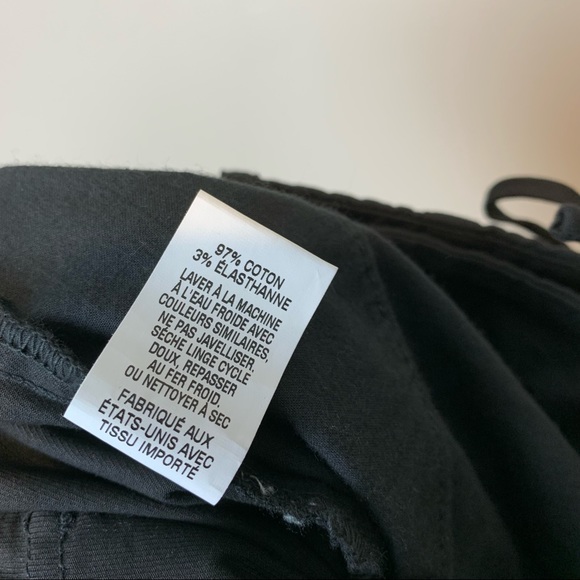 97% COTON
3% ÉLASTHANNE
LAVER À LA MACHINE
À L'EAU FROIDE AVEC
COULEURS SIMILAIRES.
NE PAS JAVELLISER.
SÈCHE LINGE CYCLE
DOUX. REPASSER
AU FER FROID.
OU NETTOYER À SEC
FABRIQUÉ AUX
ÉTATS-UNIS AVEC
TISSU IMPORTÉ